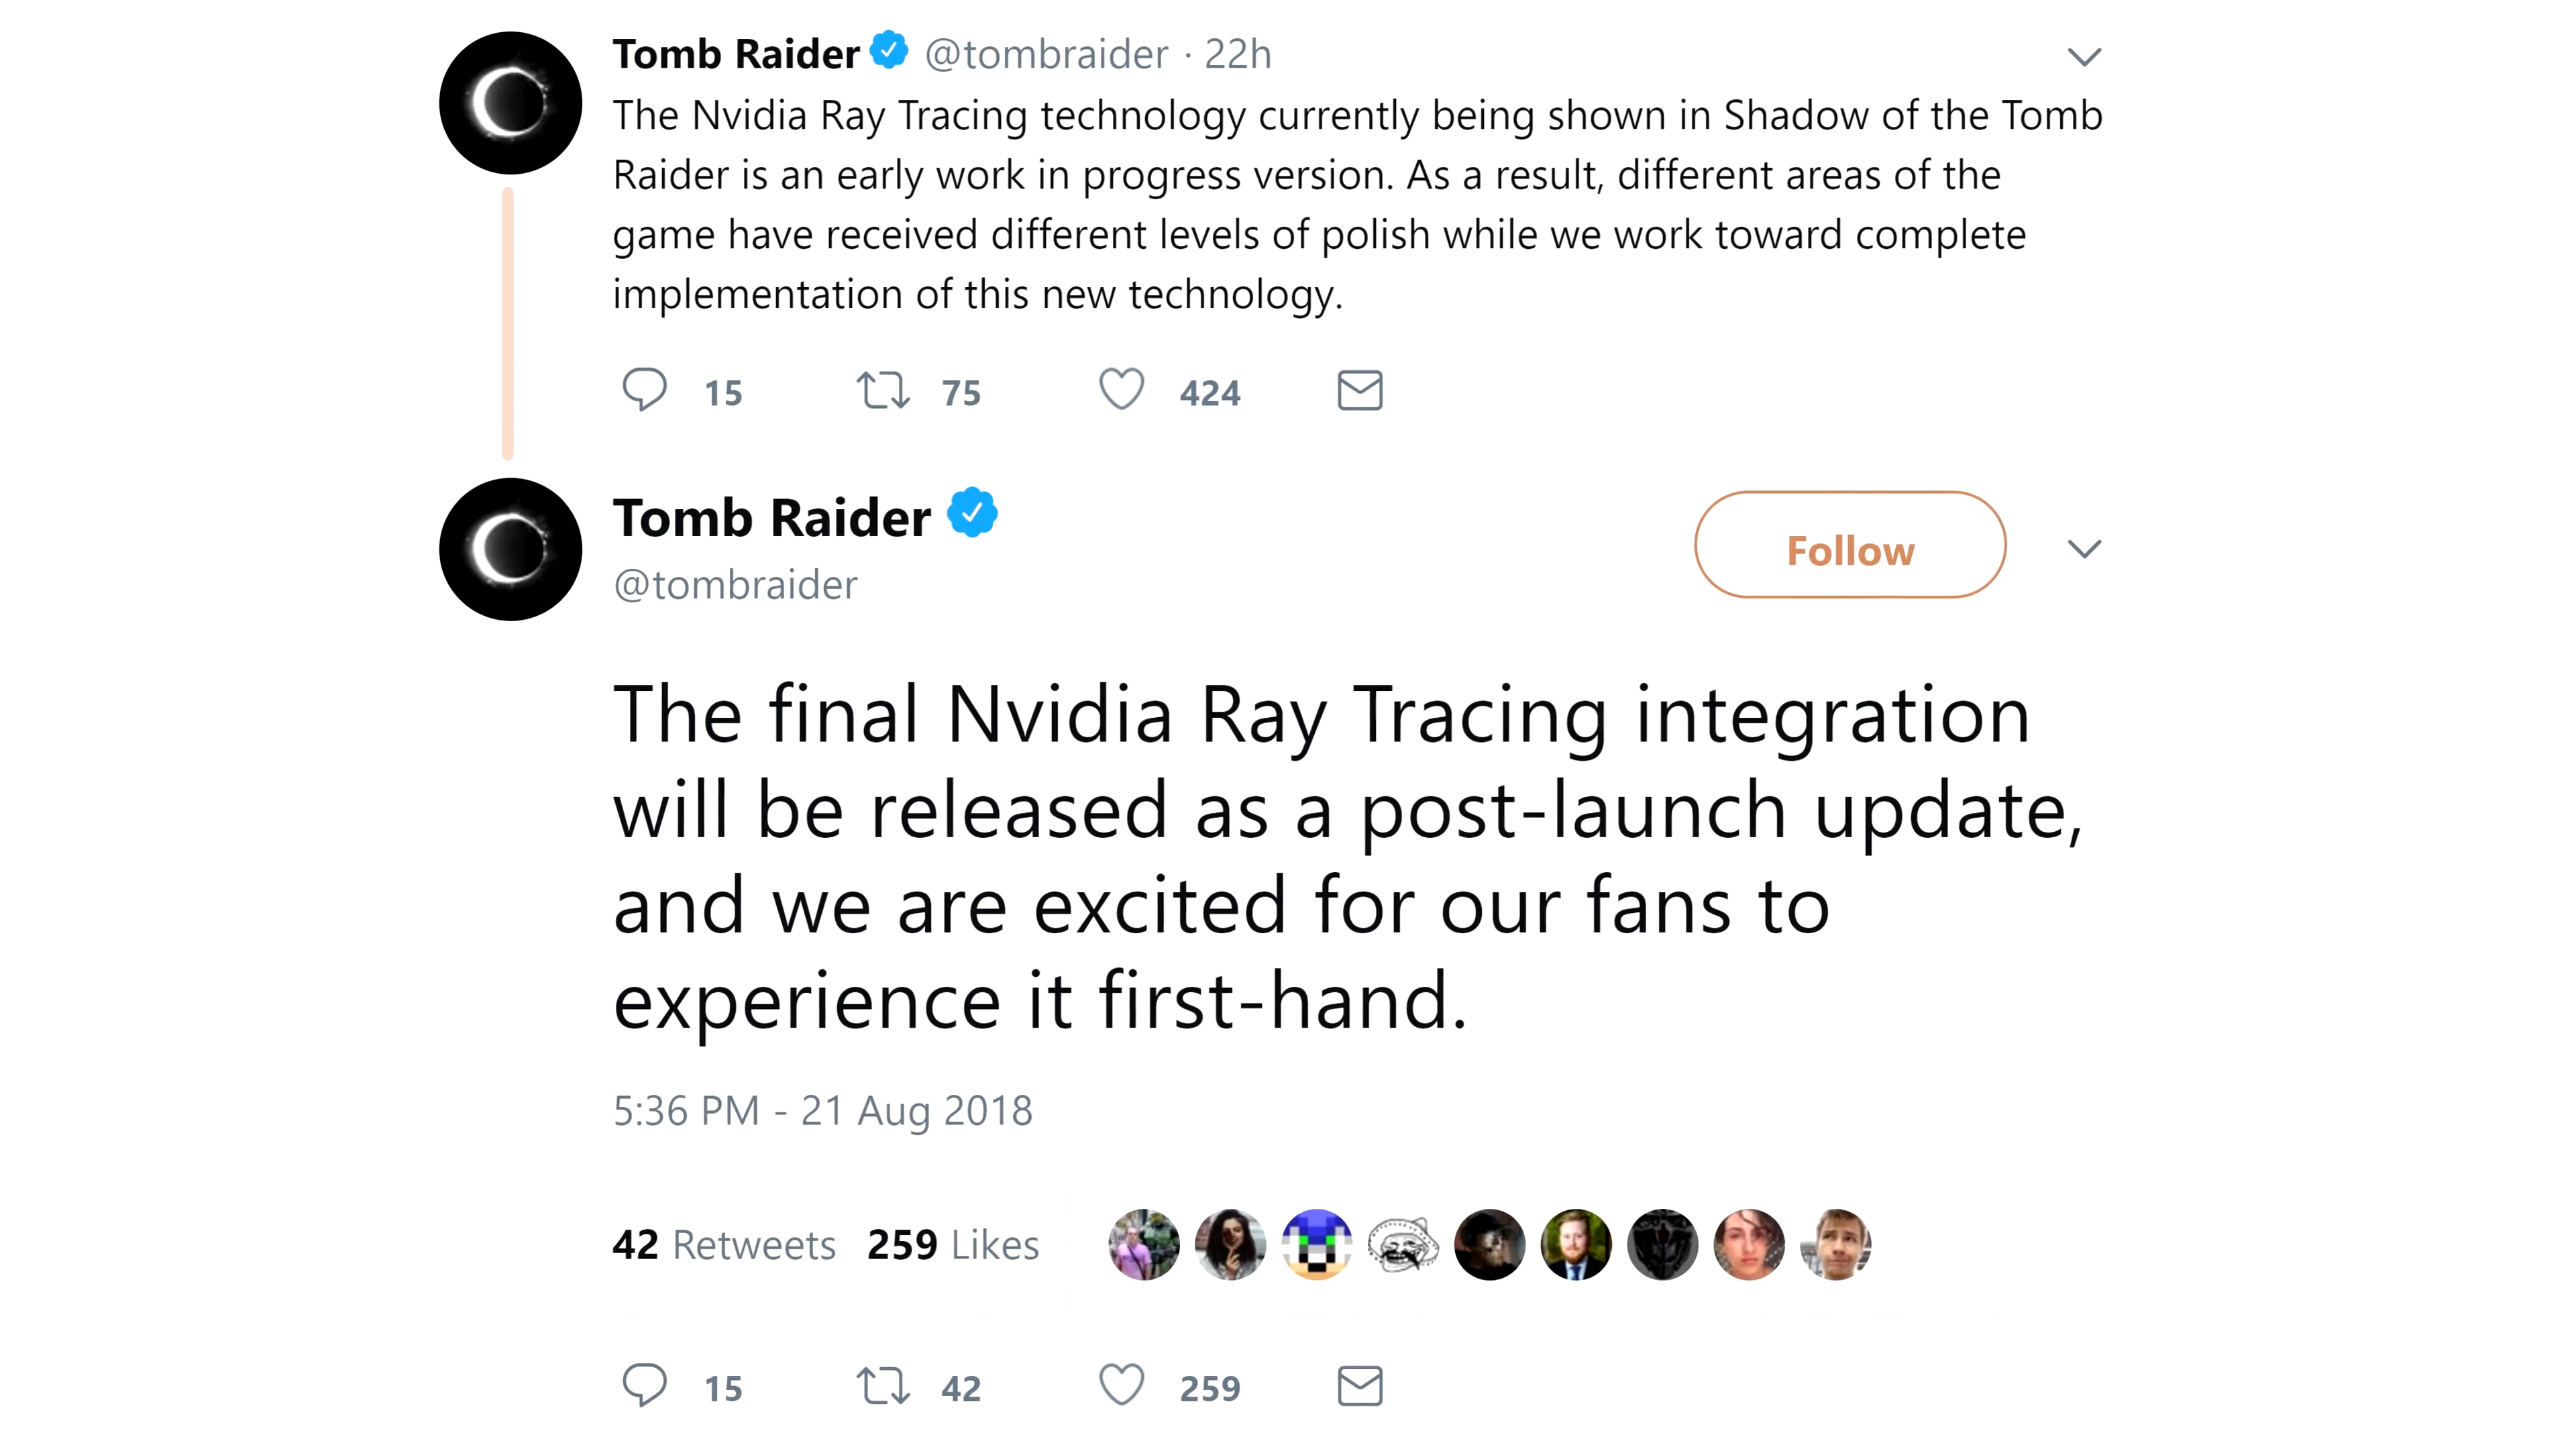 Tomb Raider @tombraider · 22h
The Nvidia Ray Tracing technology currently being shown in Shadow of the Tomb
Raider is an early work in progress version. As a result, different areas of the
game have received different levels of polish while we work toward complete
implementation of this new technology.
15 75 424
Tomb Raider
@tombraider
Follow
The final Nvidia Ray Tracing integration
will be released as a post-launch update,
and we are excited for our fans to
experience it first-hand.
5:36 PM - 21 Aug 2018
42 Retweets 259 Likes
15 42 259